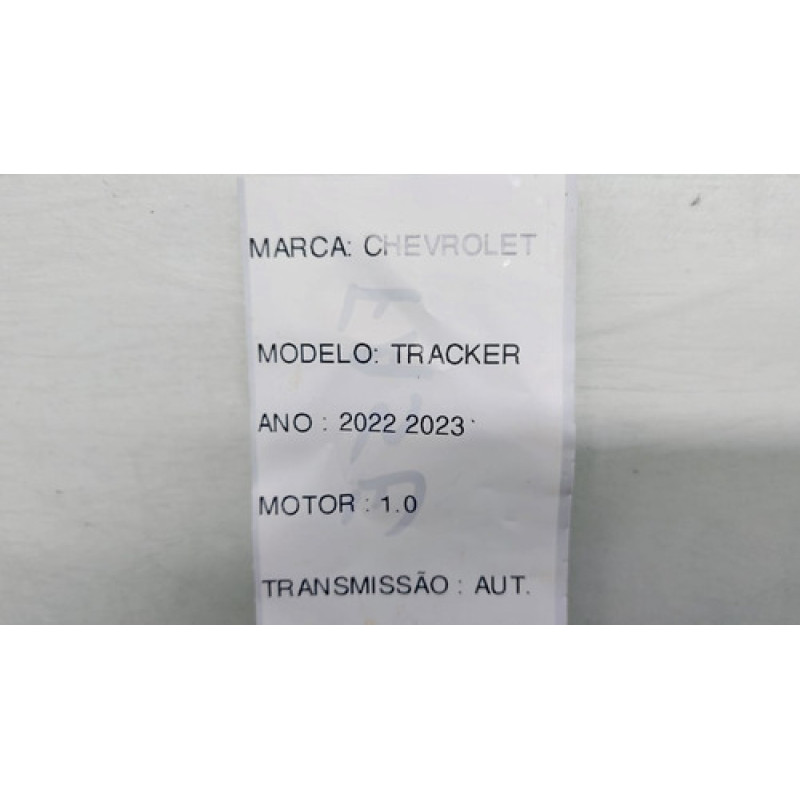 MARCA: CHEVROLET
MODELO: TRACKER
ANO : 2022 2023
MOTOR : 1.0
TRANSMISSÃO : AUT.